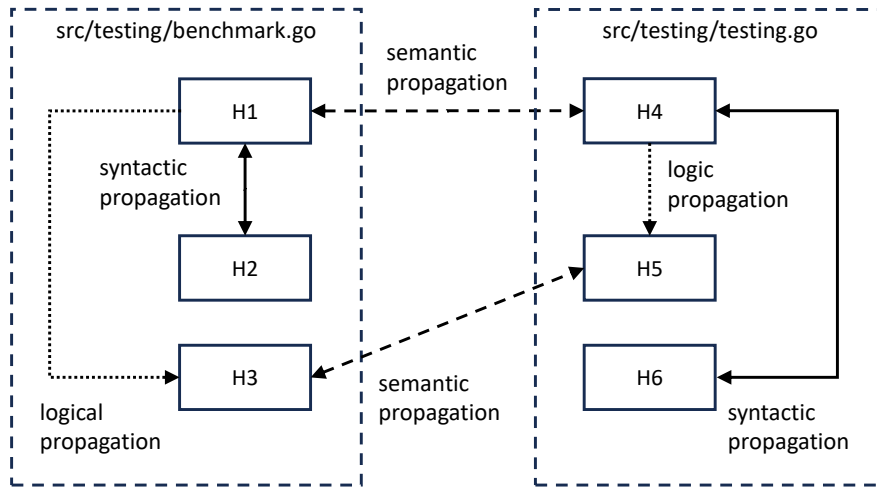 src/testing/benchmark.go
src/testing/testing.go
semantic
propagation
H1
H4
syntactic
propagation
logic
propagation
H2
H5
H3
H6
logical
propagation
semantic
propagation
syntactic
propagation